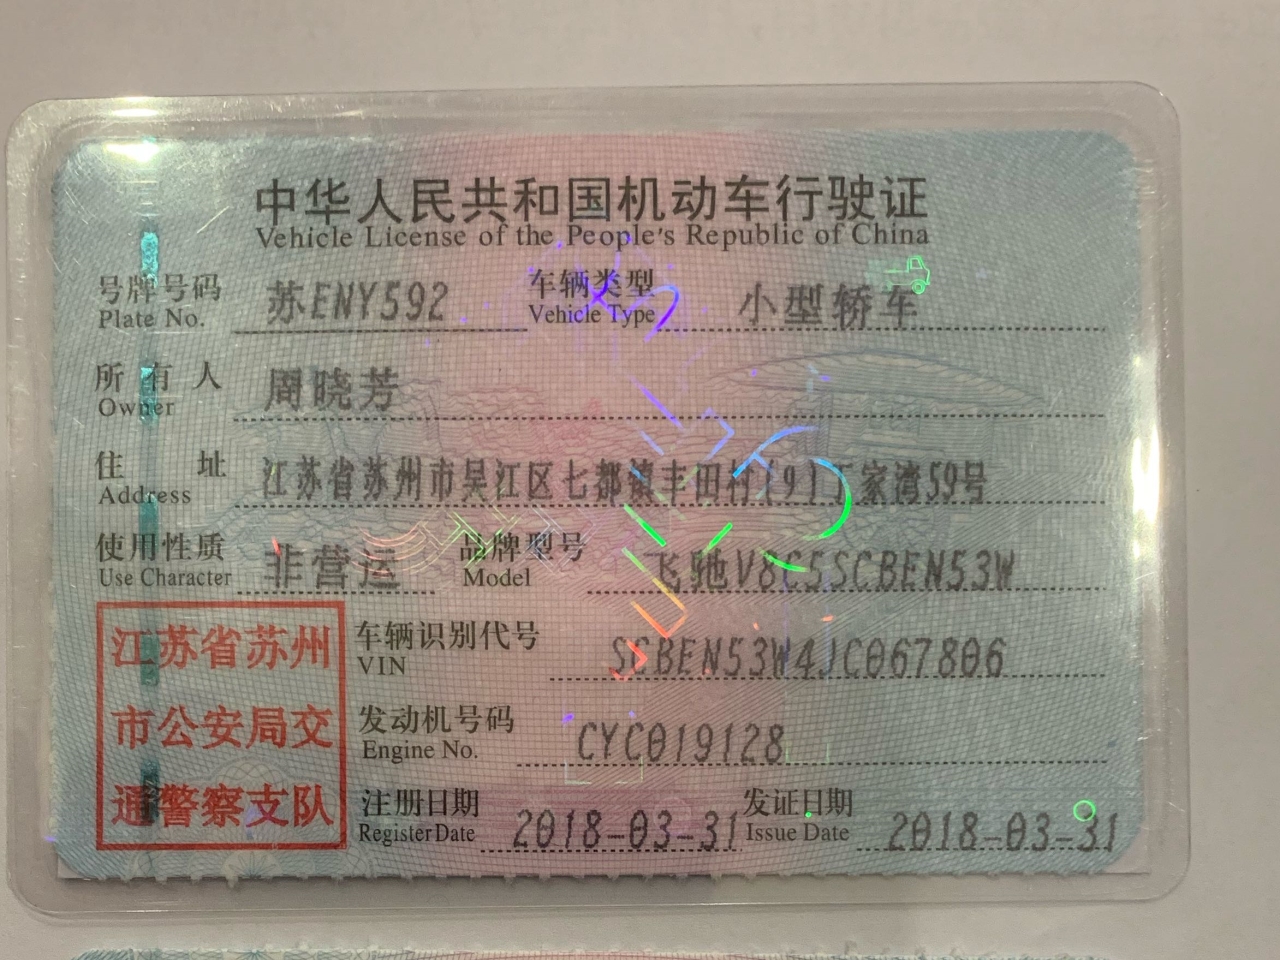 中华人民共和国机动车行驶证
Vehicle License of the People's Republic of China
号牌号码 苏ENY592 车辆类型 小型轿车
Plate No. Vehicle Type
所有人 周晓芳
Owner
住址 江苏省苏州市吴江区七都镇丰田村(9)丁家湾59号
Address
使用性质 非营运 品牌型号 飞驰V8C5SCBEN53W
Use Character Model
江苏省苏州 车辆识别代号 SCBEN53W4JC067806
VIN
市公安局交 发动机号码 CYC019128
Engine No.
通警察支队 注册日期 2018-03-31 发证日期 2018-03-31
Register Date Issue Date